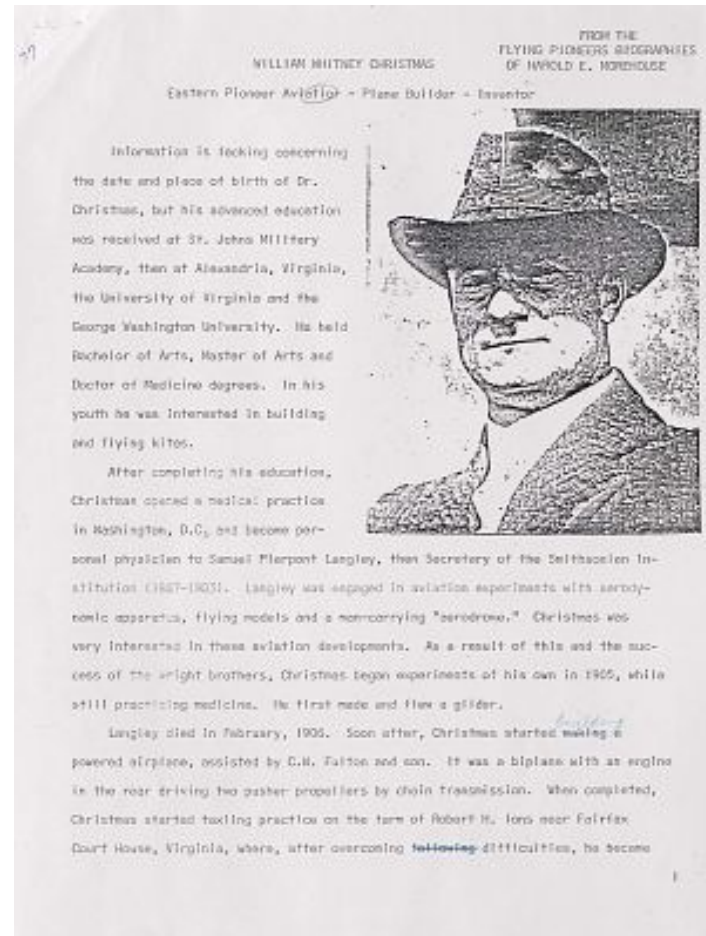 FROM THE
FLYING PIONEERS BIOGRAPHIES
OF HAROLD E. MOREHOUSE
WILLIAM WHITNEY CHRISTMAS
Eastern Pioneer Aviator - Plane Builder - Inventor
Information is lacking concerning
the date and place of birth of Dr.
Christmas, but his advanced education
was received at St. Johns Military
Academy, then at Alexandria, Virginia,
the University of Virginia and the
George Washington University. He held
Bachelor of Arts, Master of Arts and
Doctor of Medicine degrees. In his
youth he was interested in building
and flying kites.
After completing his education,
Christmas opened a medical practice
in Washington, D.C. and became per-
sonal physician to Samuel Pierpont Langley, then Secretary of the Smithsonian In-
stitution (1887-1903). Langley was engaged in aviation experiments with aerody-
namic apparatus, flying models and a man-carrying "aerodrome." Christmas was
very interested in these aviation developments. As a result of this and the suc-
cess of the Wright brothers, Christmas began experiments of his own in 1905, while
still practicing medicine. He first made and flew a glider.
building
Langley died in February, 1906. Soon after, Christmas started making a
powered airplane, assisted by C.W. Fulton and son. It was a biplane with an engine
in the rear driving two pusher propellers by chain transmission. When completed,
Christmas started taxiing practice on the farm of Robert H. Ions near Fairfax
Court House, Virginia, where, after overcoming following difficulties, he became